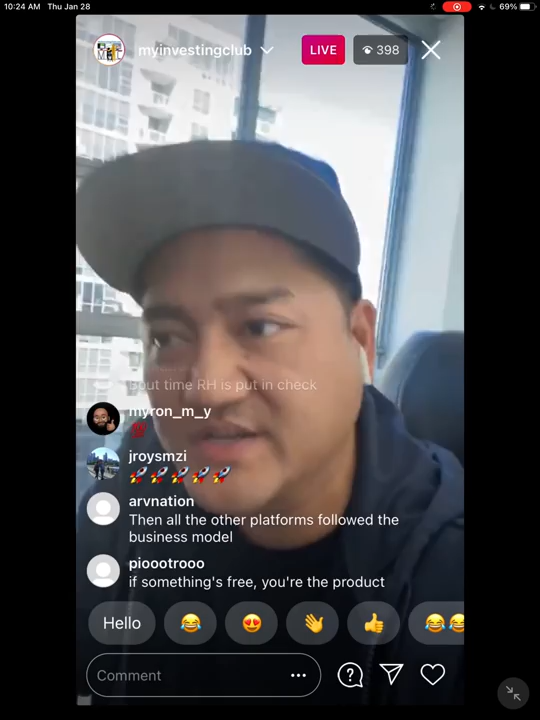 10:24 AM Thu Jan 28
69%
myinvestingclub
LIVE
398
Bout time RH is put in check
myron_m_y
💯
jroysmzi
🚀🚀🚀🚀🚀
arvnation
Then all the other platforms followed the
business model
pioootrooo
if something's free, you're the product
Hello 😂 😍 👋 👍 😂😂
Comment